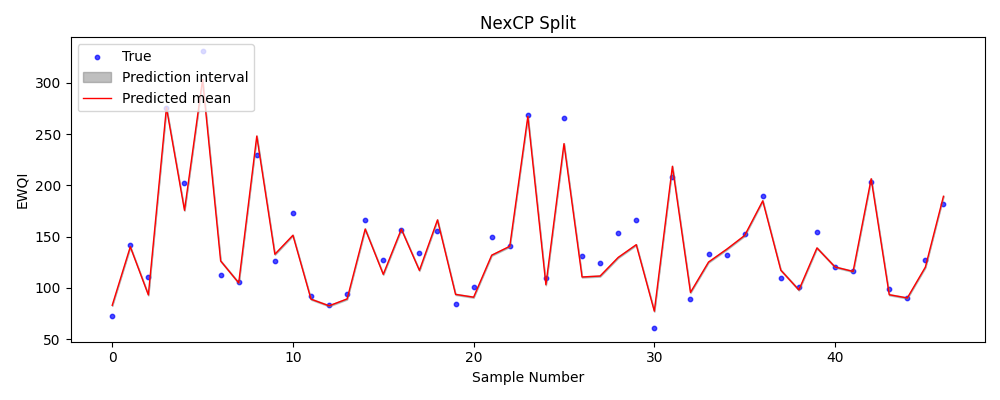 NexCP Split
True
Prediction interval
Predicted mean
EWQI
300
250
200
150
100
50
0
10
20
30
40
Sample Number